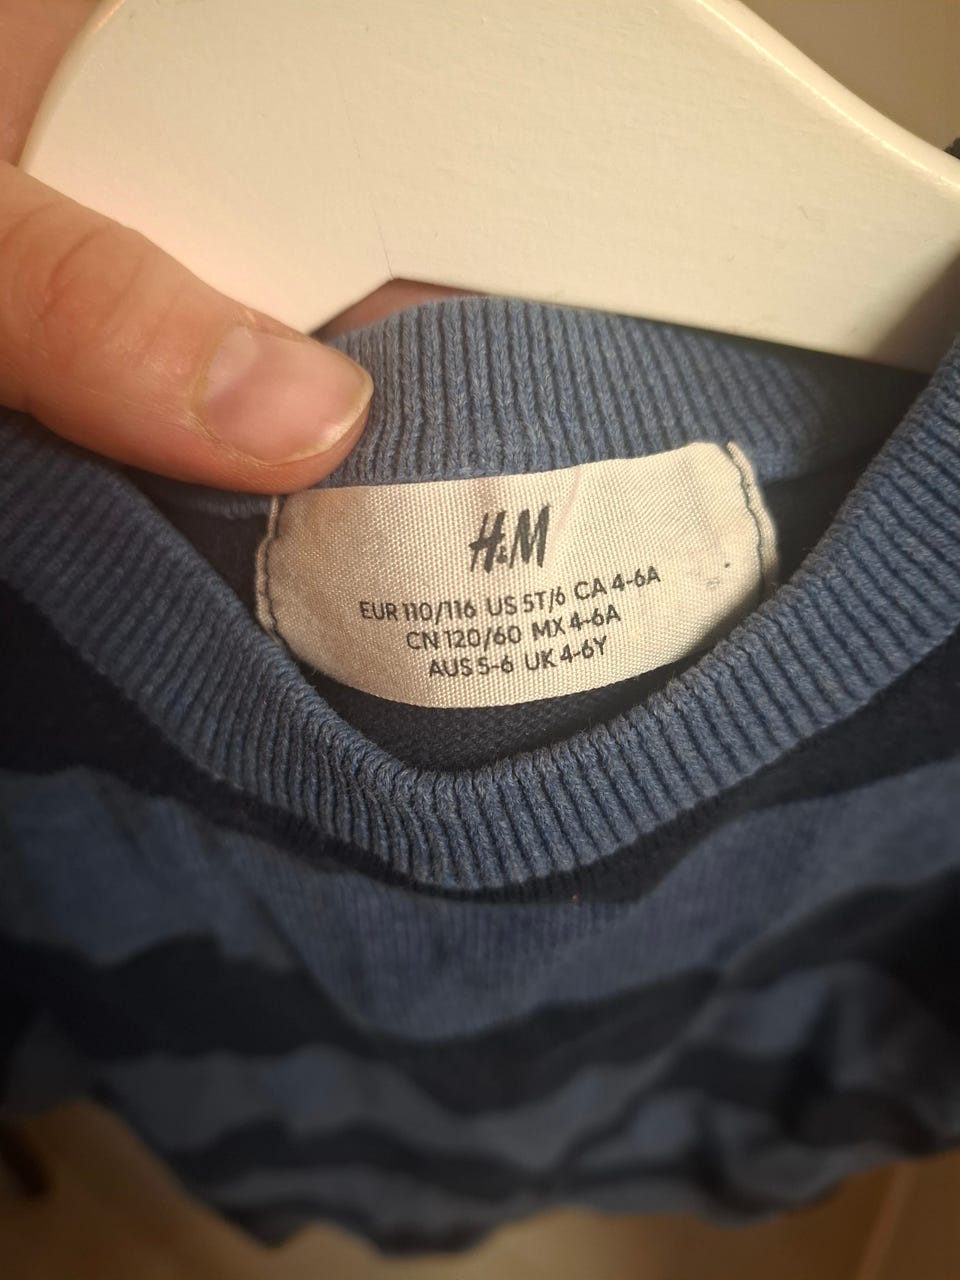 H&M
EUR 110/116 US 5T/6 CA 4-6A
CN 120/60 MX 4-6A
AUS 5-6 UK 4-6Y